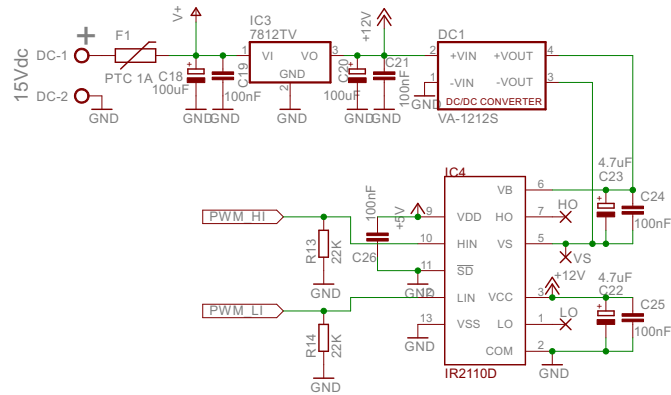 15Vdc
+
DC-1
DC-2
GND
F1
PTC 1A
V+
C18
100uF
GND
C19
100nF
GND
IC3
7812TV
1
VI
VO
3
GND
2
GND
+12V
C20
100uF
GND
C21
100nF
GND
DC1
2
+VIN
+VOUT
4
1
-VIN
-VOUT
3
GND
DC/DC CONVERTER
VA-1212S
IC4
VB
6
9
VDD
HO
7
HO
10
HIN
VS
5
VS
11
SD
12
LIN
VCC
3
+12V
13
VSS
LO
1
LO
COM
2
GND
GND
IR2110D
4.7uF
C23
C24
100nF
4.7uF
C22
C25
100nF
PWM_HI
R13
22K
GND
100nF
C26
+5V
GND
PWM_LI
R14
22K
GND